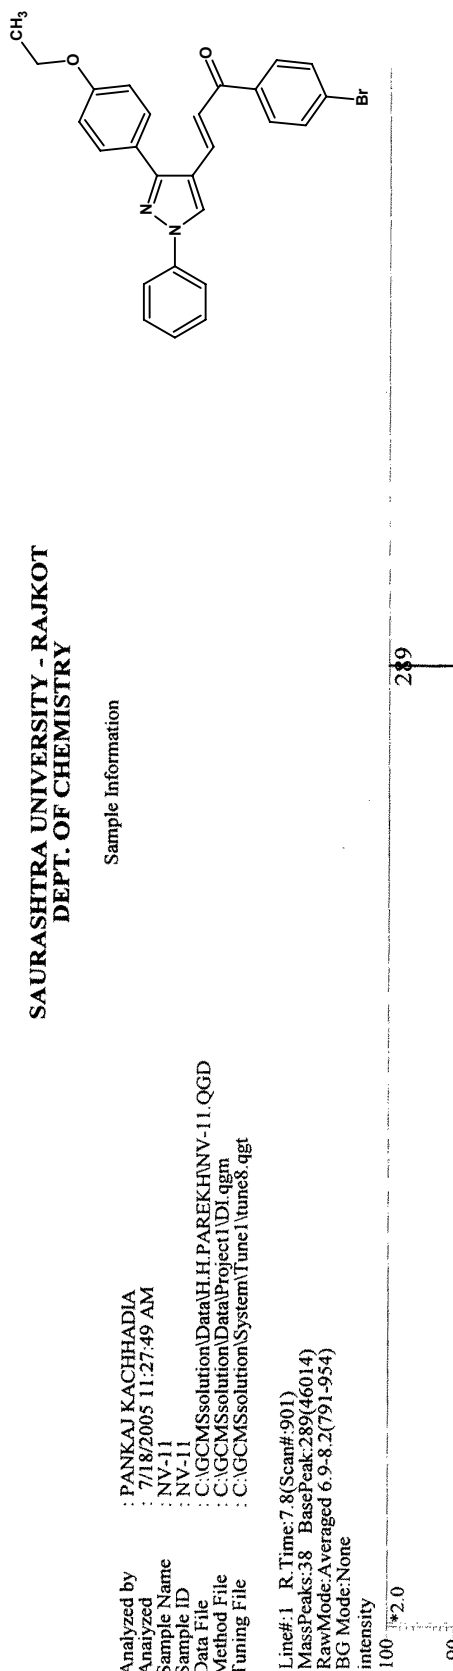 SAURASHTRA UNIVERSITY - RAJKOT
DEPT. OF CHEMISTRY
Sample Information
Analyzed by : PANKAJ KACHHADIA
Analyzed : 7/18/2005 11:27:49 AM
Sample Name : NV-11
Sample ID : NV-11
Data File : C:\GCMSsolution\Data\H.H.PAREKH\NV-11.QGD
Method File : C:\GCMSsolution\Data\Project1\DI.qgm
Tuning File : C:\GCMSsolution\System\Tune1\tune8.qgt
Line#:1 R.Time:7.8(Scan#:901)
MassPeaks:38 BasePeak:289(46014)
RawMode:Averaged 6.9-8.2(791-954)
BG Mode:None
intensity
100 *2.0
289
90
CH3
O
O
N
N
Br